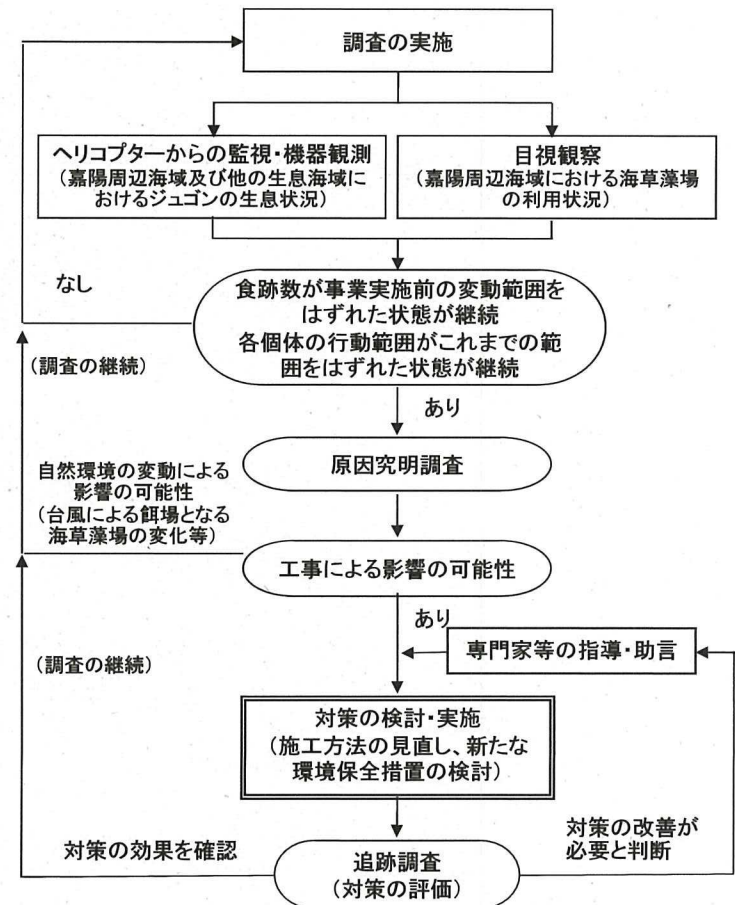 調査の実施
ヘリコプターからの監視・機器観測
（嘉陽周辺海域及び他の生息海域に
おけるジュゴンの生息状況）
目視観察
（嘉陽周辺海域における海草藻場
の利用状況）
なし
食跡数が事業実施前の変動範囲を
はずれた状態が継続
各個体の行動範囲がこれまでの範
囲をはずれた状態が継続
（調査の継続）
あり
原因究明調査
自然環境の変動による
影響の可能性
（台風による餌場となる
海草藻場の変化等）
工事による影響の可能性
あり
専門家等の指導・助言
（調査の継続）
対策の検討・実施
（施工方法の見直し、新たな
環境保全措置の検討）
対策の効果を確認
追跡調査
（対策の評価）
対策の改善が
必要と判断